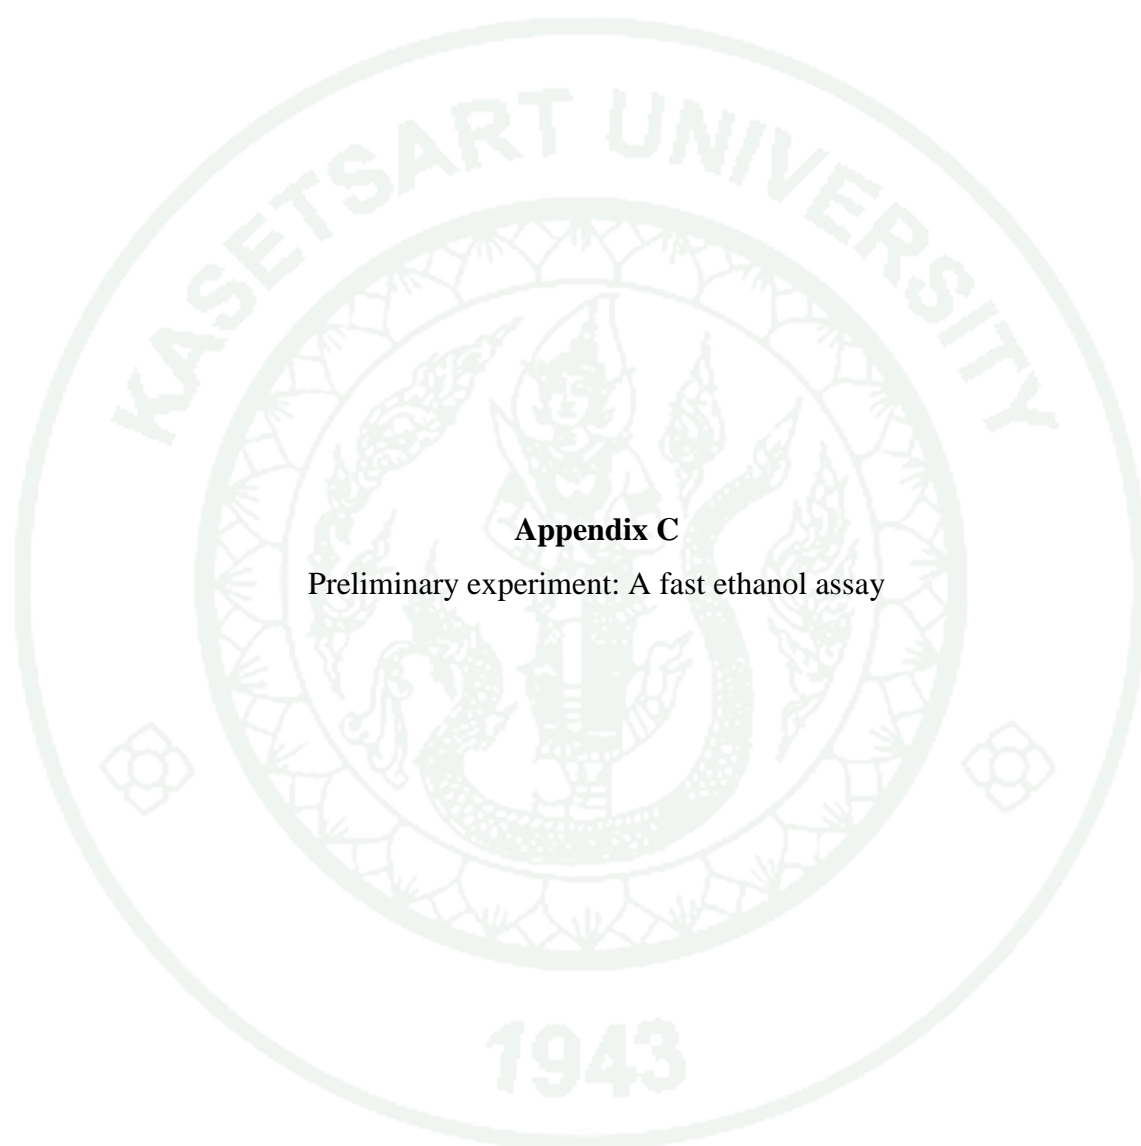 KASETSART UNIVERSITY
Appendix C
Preliminary experiment: A fast ethanol assay
1943